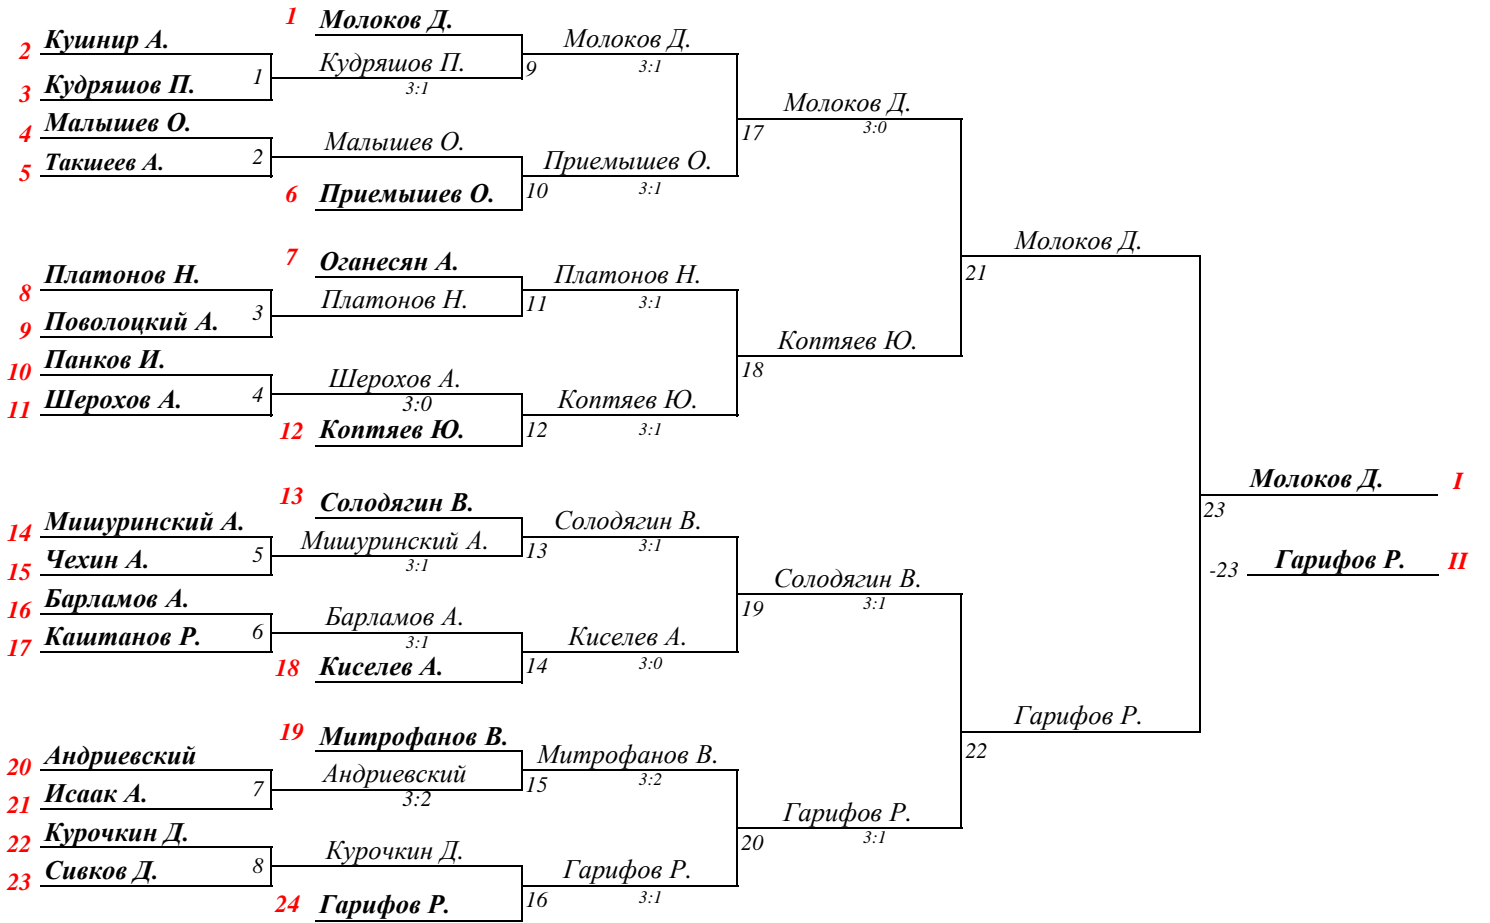 1 Молоков Д.
2 Кушнир А.
Молоков Д.
1 Кудряшов П. 9 3:1
3 Кудряшов П.
3:1
Молоков Д.
4 Малышев О.
17 3:0
2 Малышев О.
5 Такшеев А.
Приемышев О.
6 Приемышев О. 10 3:1
Молоков Д.
7 Оганесян А.
21
8 Платонов Н.
Платонов Н.
3 Платонов Н. 11 3:1
9 Поволоцкий А.
Коптяев Ю.
10 Панков И.
18
4 Шерохов А.
11 Шерохов А.
3:0
Коптяев Ю.
12 Коптяев Ю. 12 3:1
Молоков Д. I
23
13 Солодягин В.
14 Мишуринский А.
Солодягин В.
5 Мишуринский А. 13 3:1
15 Чехин А.
3:1
-23 Гарифов Р. II
Солодягин В.
16 Барламов А.
19 3:1
6 Барламов А.
17 Каштанов Р.
3:1
Киселев А.
18 Киселев А. 14 3:0
Гарифов Р.
19 Митрофанов В.
22
20 Андриевский
Митрофанов В.
7 Андриевский 15 3:2
21 Исаак А.
3:2
Гарифов Р.
22 Курочкин Д.
20 3:1
8 Курочкин Д.
23 Сивков Д.
Гарифов Р.
24 Гарифов Р. 16 3:1